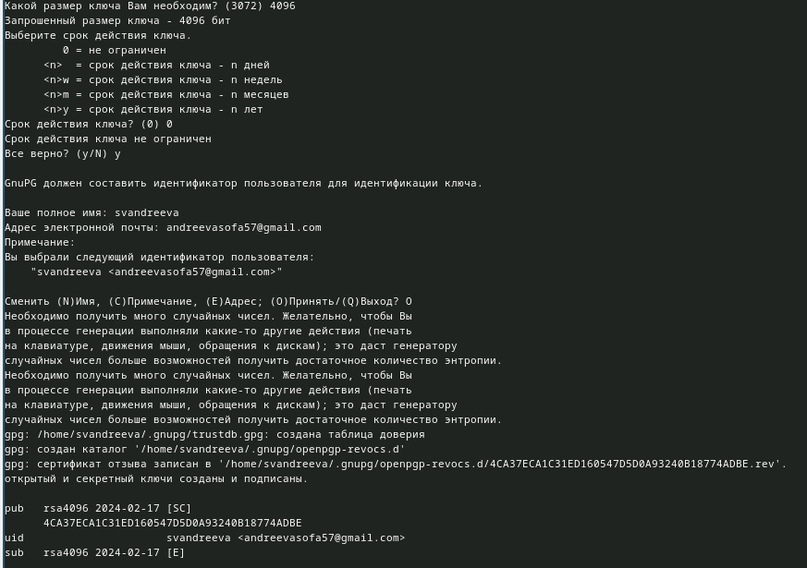 Какой размер ключа Вам необходим? (3072) 4096
Запрошенный размер ключа - 4096 бит
Выберите срок действия ключа.
0 = не ограничен
<n> = срок действия ключа - n дней
<n>w = срок действия ключа - n недель
<n>m = срок действия ключа - n месяцев
<n>y = срок действия ключа - n лет
Срок действия ключа? (0) 0
Срок действия ключа не ограничен
Все верно? (y/N) y
GnuPG должен составить идентификатор пользователя для идентификации ключа.
Ваше полное имя: svandreeva
Адрес электронной почты: andreevasofa57@gmail.com
Примечание:
Вы выбрали следующий идентификатор пользователя:
"svandreeva <andreevasofa57@gmail.com>"
Сменить (N)Имя, (C)Примечание, (E)Адрес; (O)Принять/(Q)Выход? O
Необходимо получить много случайных чисел. Желательно, чтобы Вы
в процессе генерации выполняли какие-то другие действия (печать
на клавиатуре, движения мыши, обращения к дискам); это даст генератору
случайных чисел больше возможностей получить достаточное количество энтропии.
Необходимо получить много случайных чисел. Желательно, чтобы Вы
в процессе генерации выполняли какие-то другие действия (печать
на клавиатуре, движения мыши, обращения к дискам); это даст генератору
случайных чисел больше возможностей получить достаточное количество энтропии.
gpg: /home/svandreeva/.gnupg/trustdb.gpg: создана таблица доверия
gpg: создан каталог '/home/svandreeva/.gnupg/openpgp-revocs.d'
gpg: сертификат отзыва записан в '/home/svandreeva/.gnupg/openpgp-revocs.d/4CA37ECA1C31ED160547D5D0A93240B18774ADBE.rev'.
открытый и секретный ключи созданы и подписаны.
pub rsa4096 2024-02-17 [SC]
4CA37ECA1C31ED160547D5D0A93240B18774ADBE
uid svandreeva <andreevasofa57@gmail.com>
sub rsa4096 2024-02-17 [E]